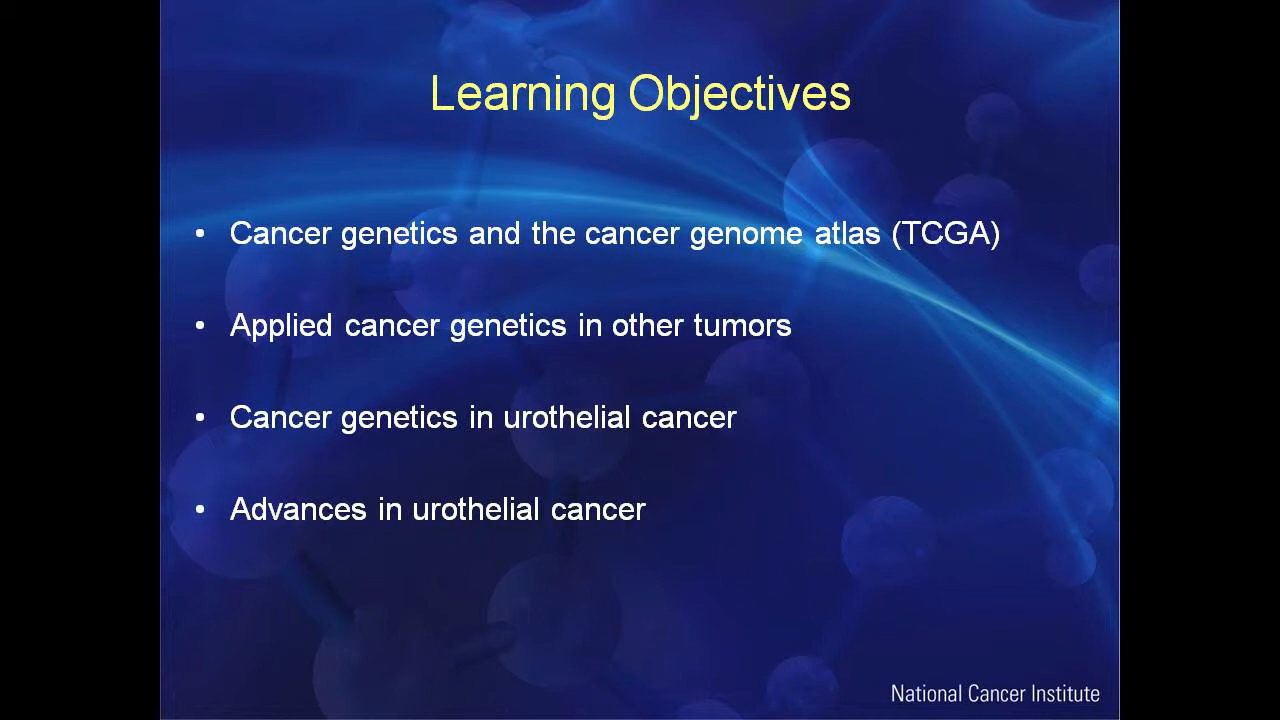 Learning Objectives
• Cancer genetics and the cancer genome atlas (TCGA)
• Applied cancer genetics in other tumors
• Cancer genetics in urothelial cancer
• Advances in urothelial cancer
National Cancer Institute